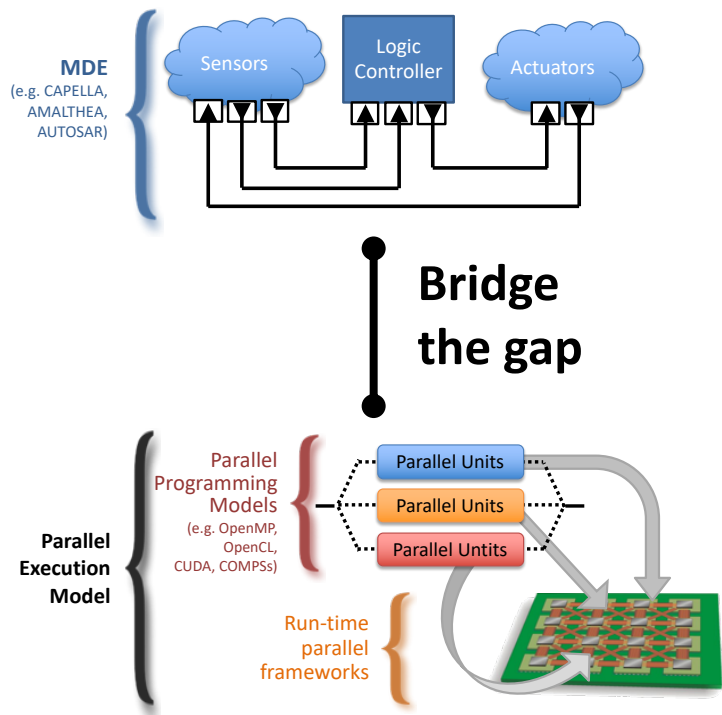 MDE
(e.g. CAPELLA,
AMALTHEA,
AUTOSAR)
Sensors
Logic
Controller
Actuators
Bridge
the gap
Parallel
Execution
Model
Parallel
Programming
Models
(e.g. OpenMP,
OpenCL,
CUDA, COMPSs)
Parallel Units
Parallel Units
Parallel Untits
Run-time
parallel
frameworks